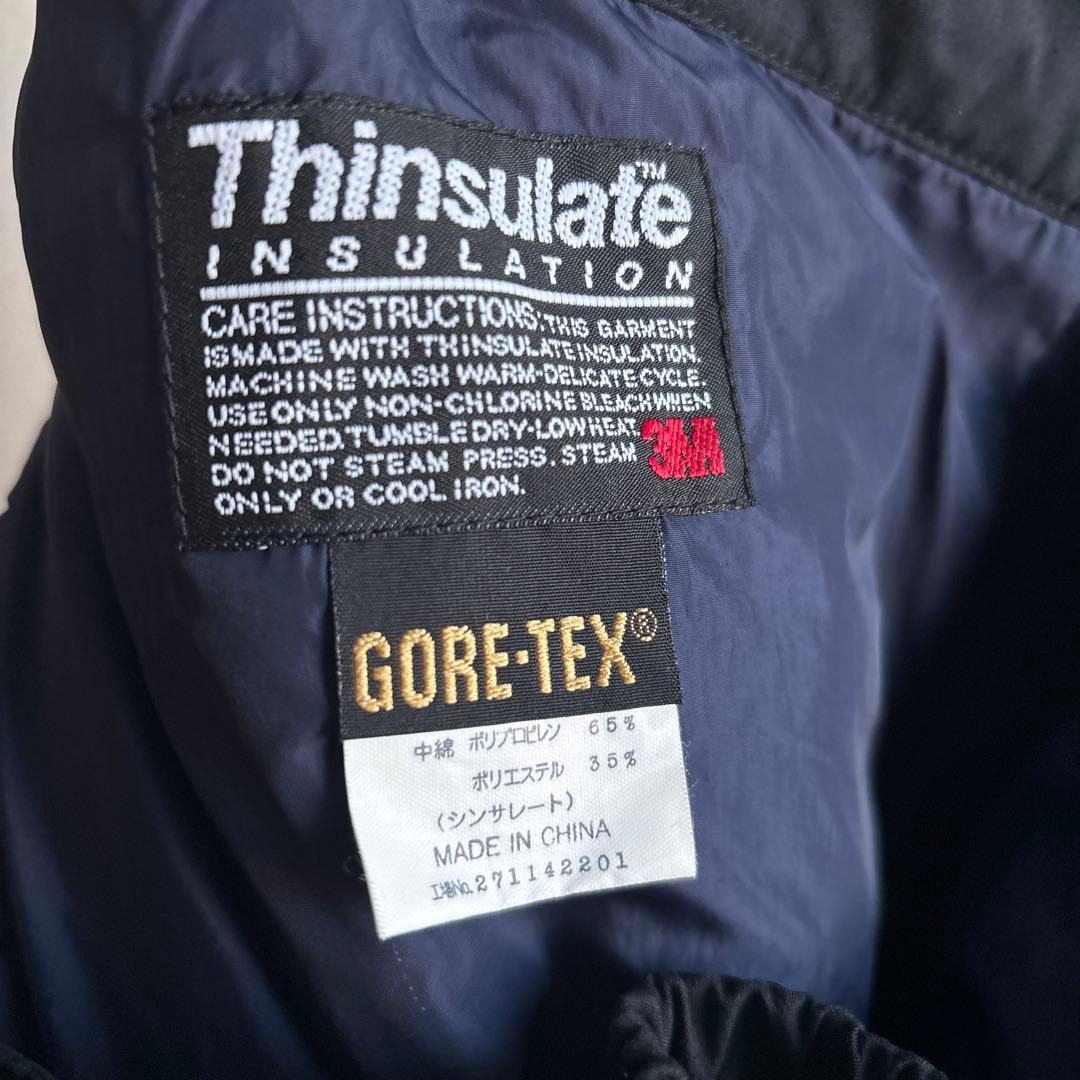 Thinsulate™
INSULATION
CARE INSTRUCTIONS: THIS GARMENT
IS MADE WITH THINSULATE INSULATION.
MACHINE WASH WARM-DELICATE CYCLE.
USE ONLY NON-CHLORINE BLEACH WHEN
NEEDED. TUMBLE DRY-LOW HEAT.
DO NOT STEAM PRESS. STEAM
ONLY OR COOL IRON.
3M
GORE-TEX®
中綿 ポリプロピレン 65%
ポリエステル 35%
(シンサレート)
MADE IN CHINA
工場No.271142201